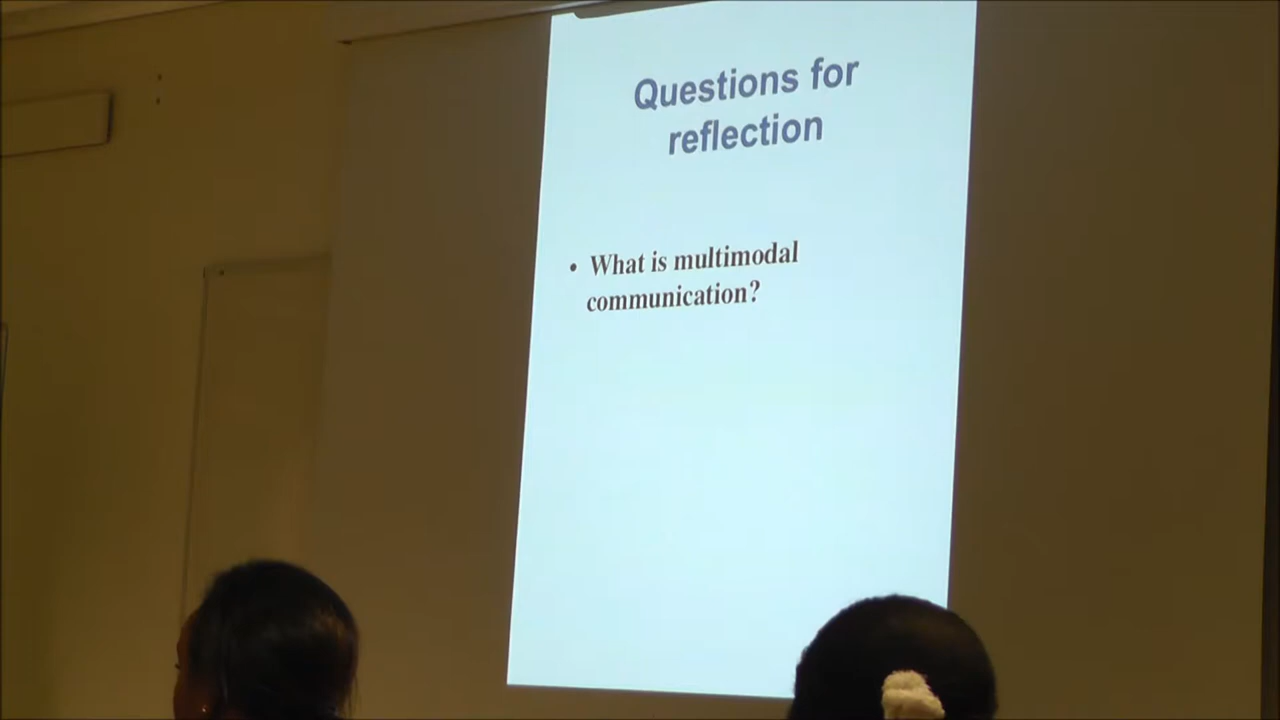 Questions for
reflection
• What is multimodal
communication?